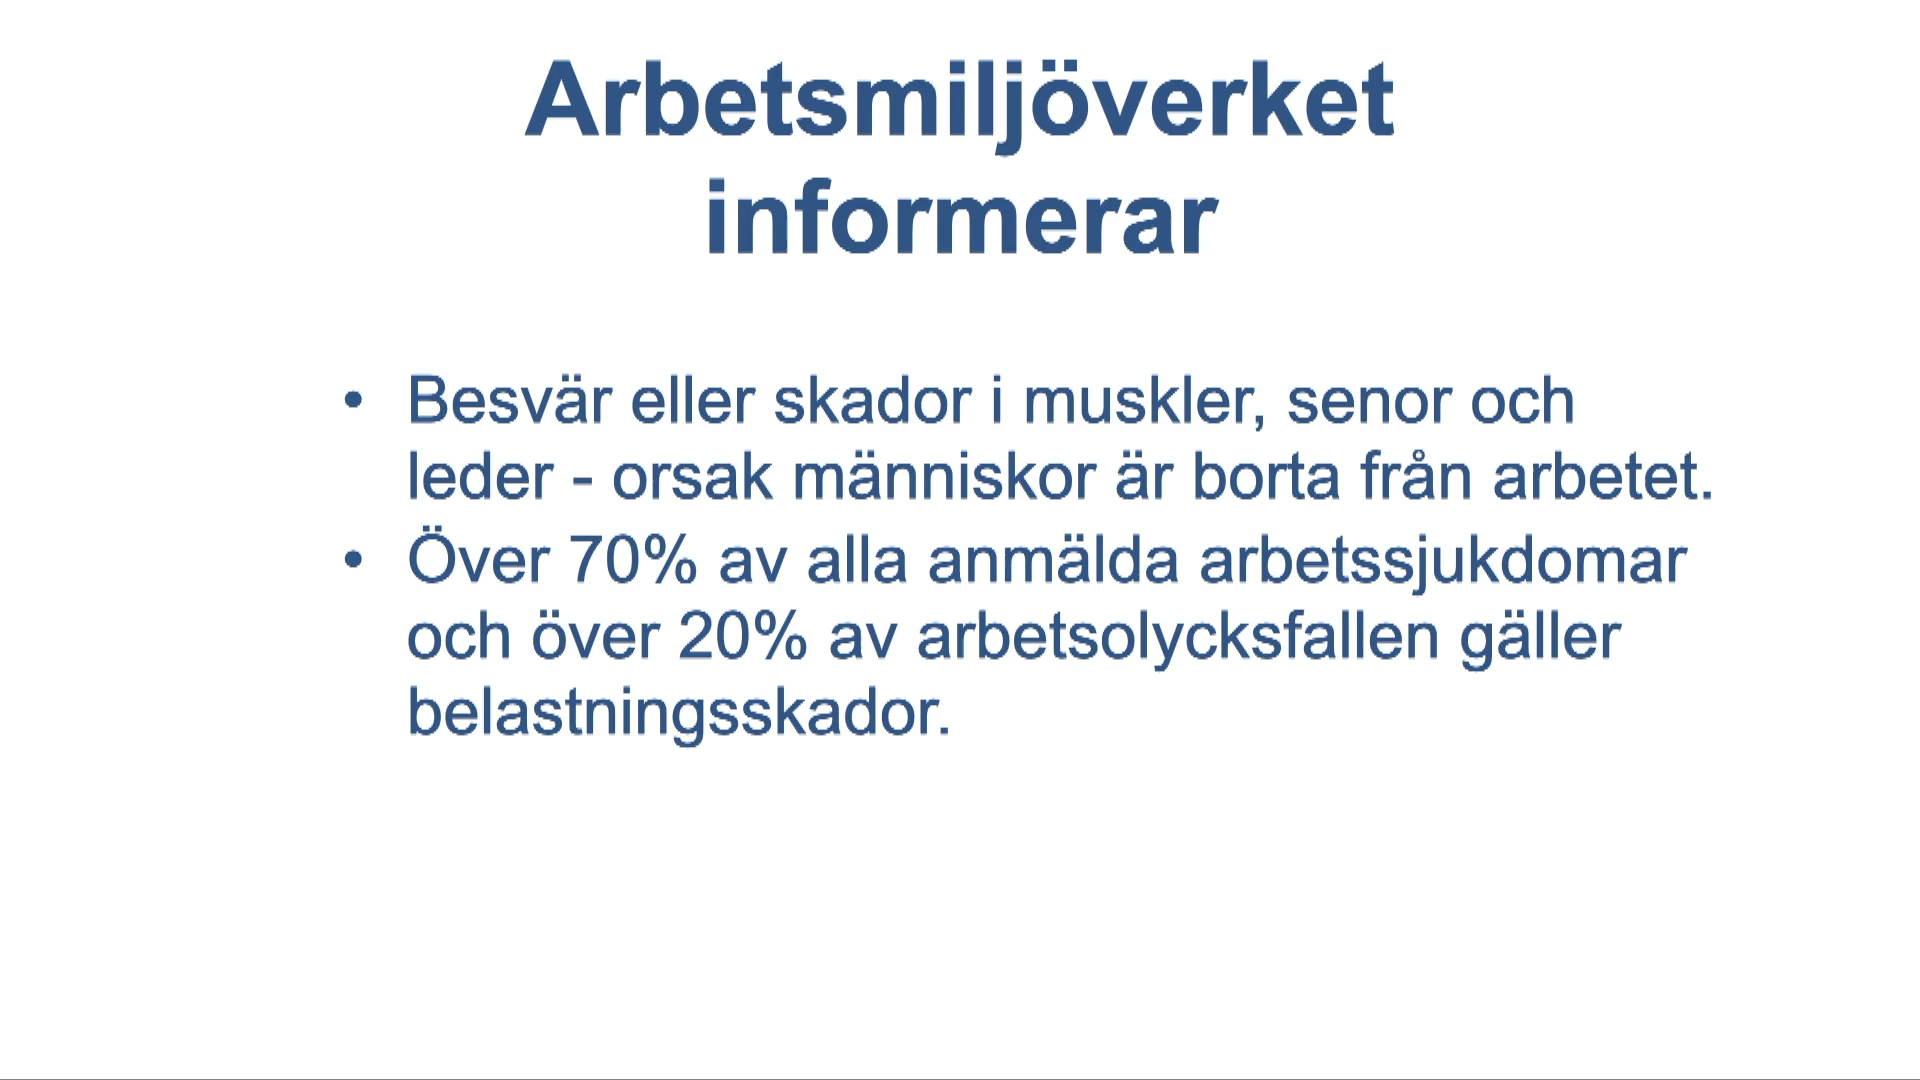 Arbetsmiljöverket
informerar
• Besvär eller skador i muskler, senor och
leder - orsak människor är borta från arbetet.
• Över 70% av alla anmälda arbetssjukdomar
och över 20% av arbetsolycksfallen gäller
belastningsskador.